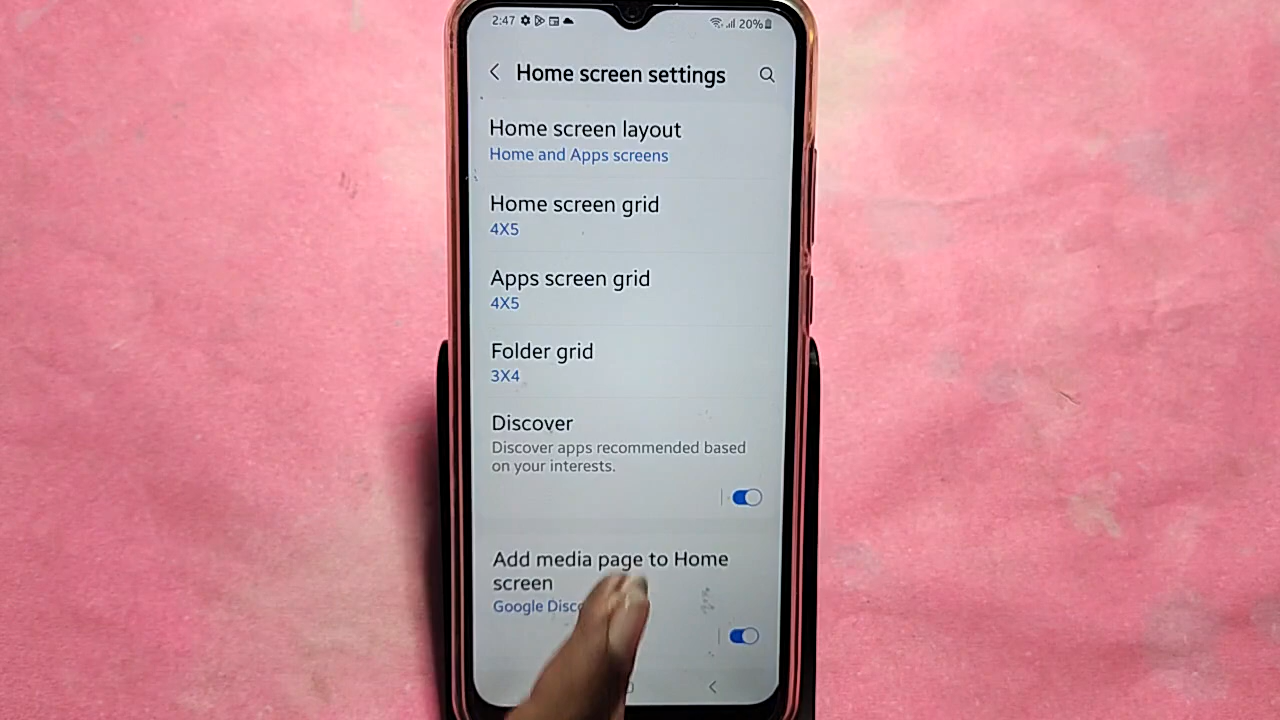 2:47 20%
Home screen settings
Home screen layout
Home and Apps screens
Home screen grid
4X5
Apps screen grid
4X5
Folder grid
3X4
Discover
Discover apps recommended based
on your interests.
Add media page to Home
screen
Google